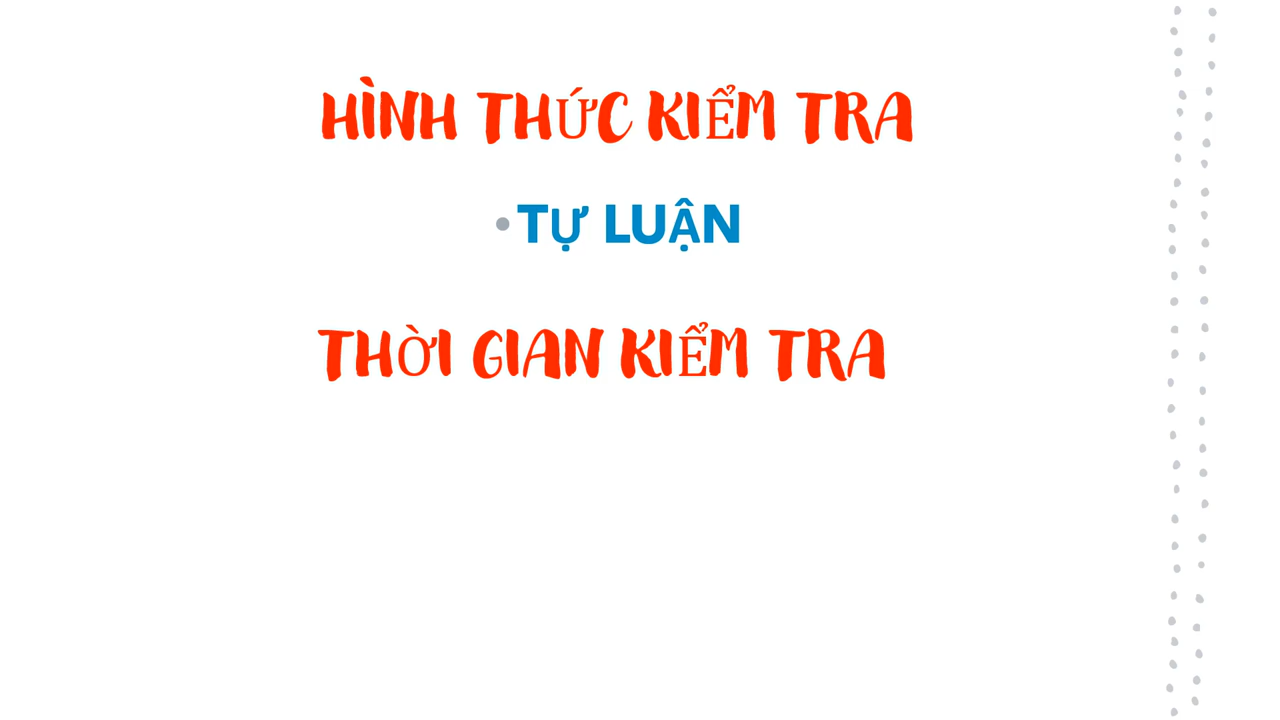 HÌNH THỨC KIỂM TRA
•TỰ LUẬN
THỜI GIAN KIỂM TRA